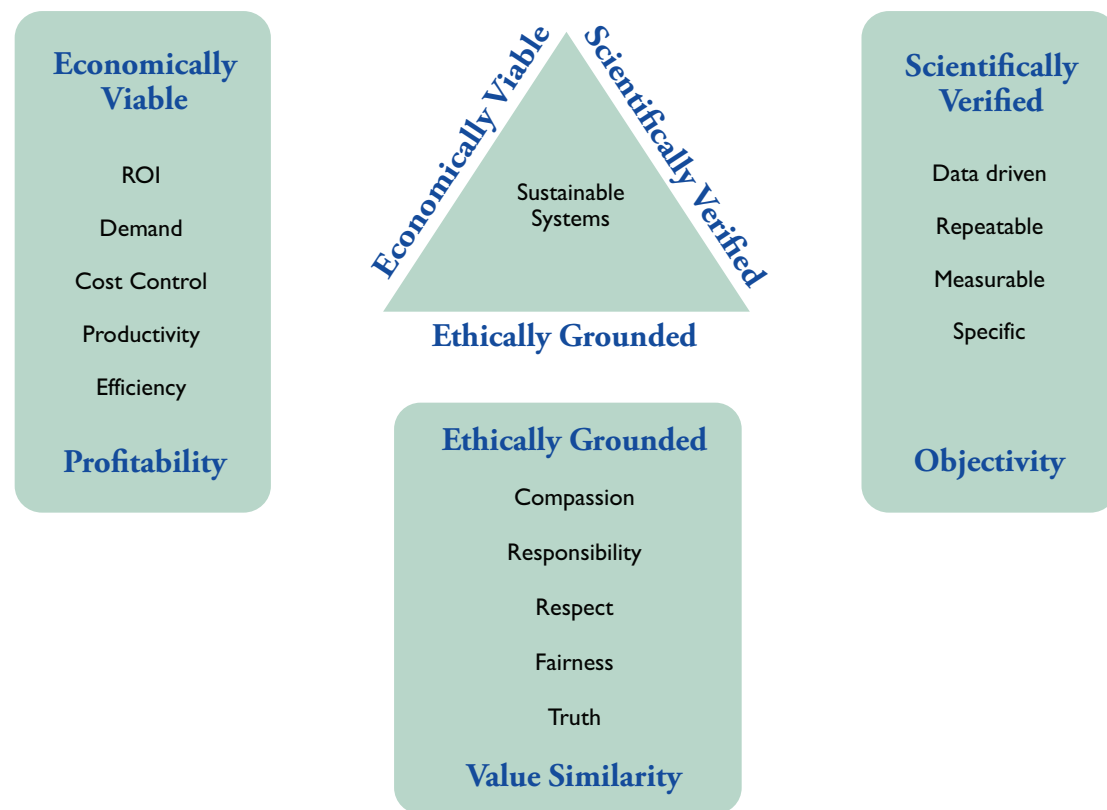 Economically
Viable
ROI
Demand
Cost Control
Productivity
Efficiency
Profitability
Economically Viable
Scientifically Verified
Sustainable
Systems
Ethically Grounded
Ethically Grounded
Compassion
Responsibility
Respect
Fairness
Truth
Value Similarity
Scientifically
Verified
Data driven
Repeatable
Measurable
Specific
Objectivity